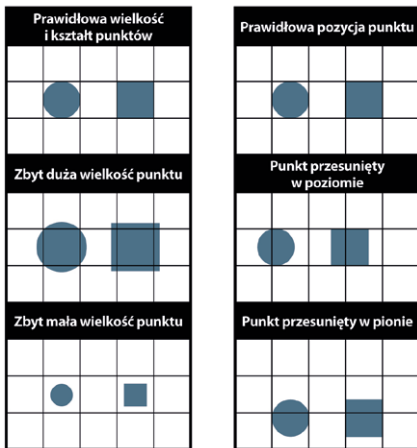 Prawidłowa wielkość
i kształt punktów
Zbyt duża wielkość punktu
Zbyt mała wielkość punktu
Prawidłowa pozycja punktu
Punkt przesunięty
w poziomie
Punkt przesunięty w pionie